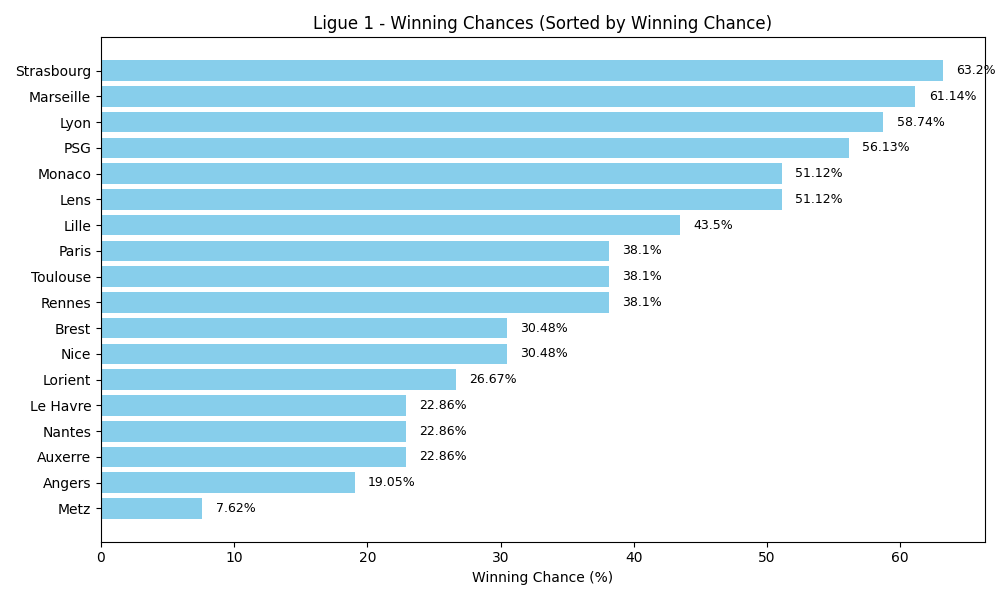 Ligue 1 - Winning Chances (Sorted by Winning Chance)
Strasbourg 63.2%
Marseille 61.14%
Lyon 58.74%
PSG 56.13%
Monaco 51.12%
Lens 51.12%
Lille 43.5%
Paris 38.1%
Toulouse 38.1%
Rennes 38.1%
Brest 30.48%
Nice 30.48%
Lorient 26.67%
Le Havre 22.86%
Nantes 22.86%
Auxerre 22.86%
Angers 19.05%
Metz 7.62%
0 10 20 30 40 50 60
Winning Chance (%)